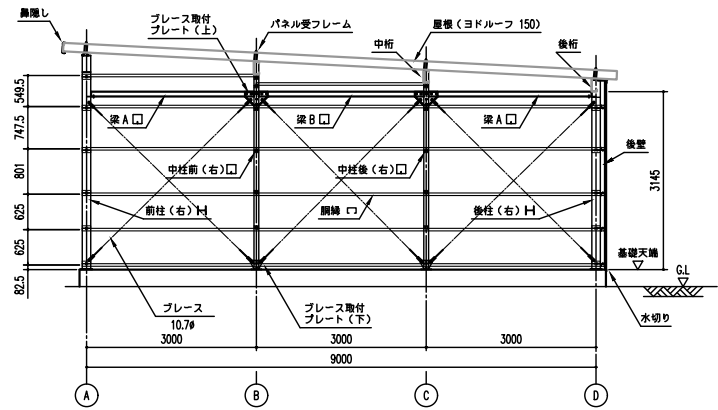 鼻隠し
ブレース取付
プレート（上）
パネル受フレーム
中桁
屋根（ヨドルーフ 150）
後桁
549.5
747.5
801
625
625
82.5
梁A
梁B
梁A
中柱前（右）
中柱後（右）
後壁
3145
前柱（右）
胴縁
後柱（右）
基礎天端
G.L
ブレース
10.7φ
ブレース取付
プレート（下）
水切り
3000
3000
3000
9000
A
B
C
D